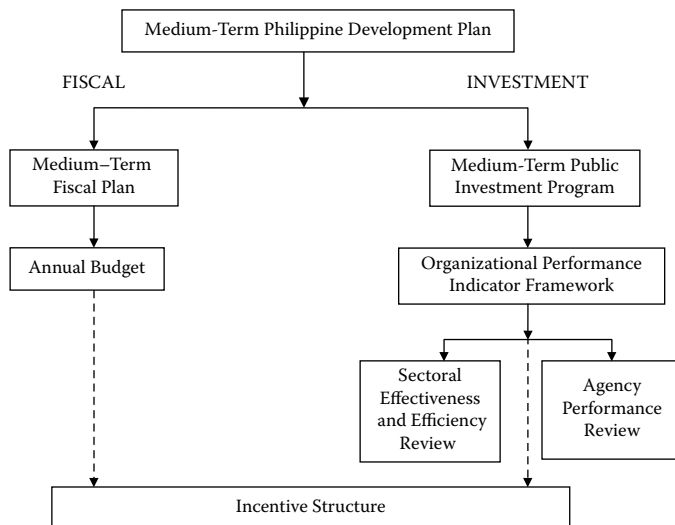 Medium-Term Philippine Development Plan
FISCAL
INVESTMENT
Medium–Term
Fiscal Plan
Medium-Term Public
Investment Program
Annual Budget
Organizational Performance
Indicator Framework
Sectoral
Effectiveness
and Efficiency
Review
Agency
Performance
Review
Incentive Structure